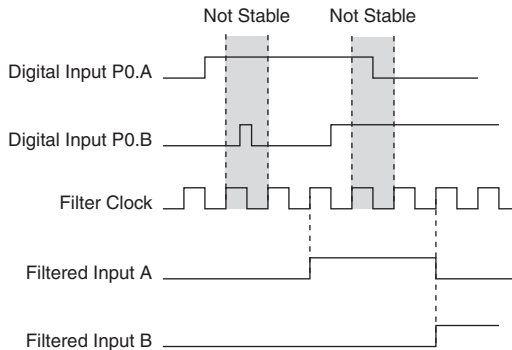 Not Stable
Not Stable
Digital Input P0.A
Digital Input P0.B
Filter Clock
Filtered Input A
Filtered Input B